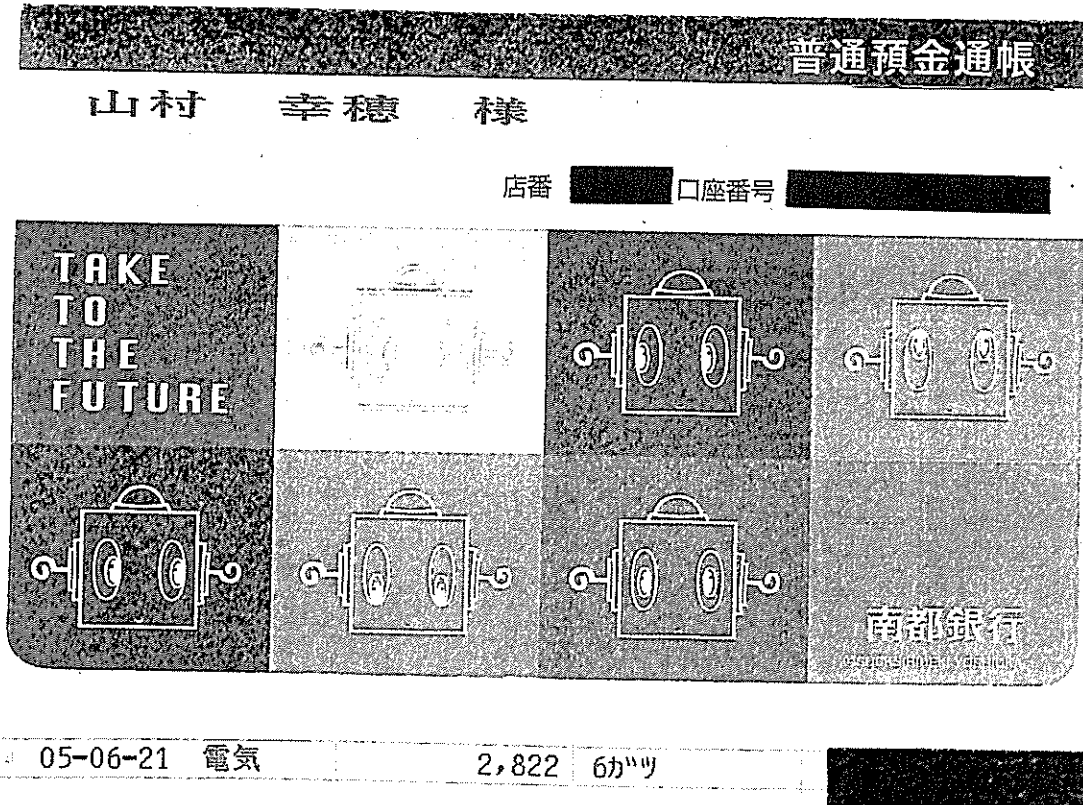 普通預金通帳
山村 幸穂 様
店番 口座番号
TAKE
TO
THE
FUTURE
南都銀行
05-06-21 電気 2,822 6ガツ